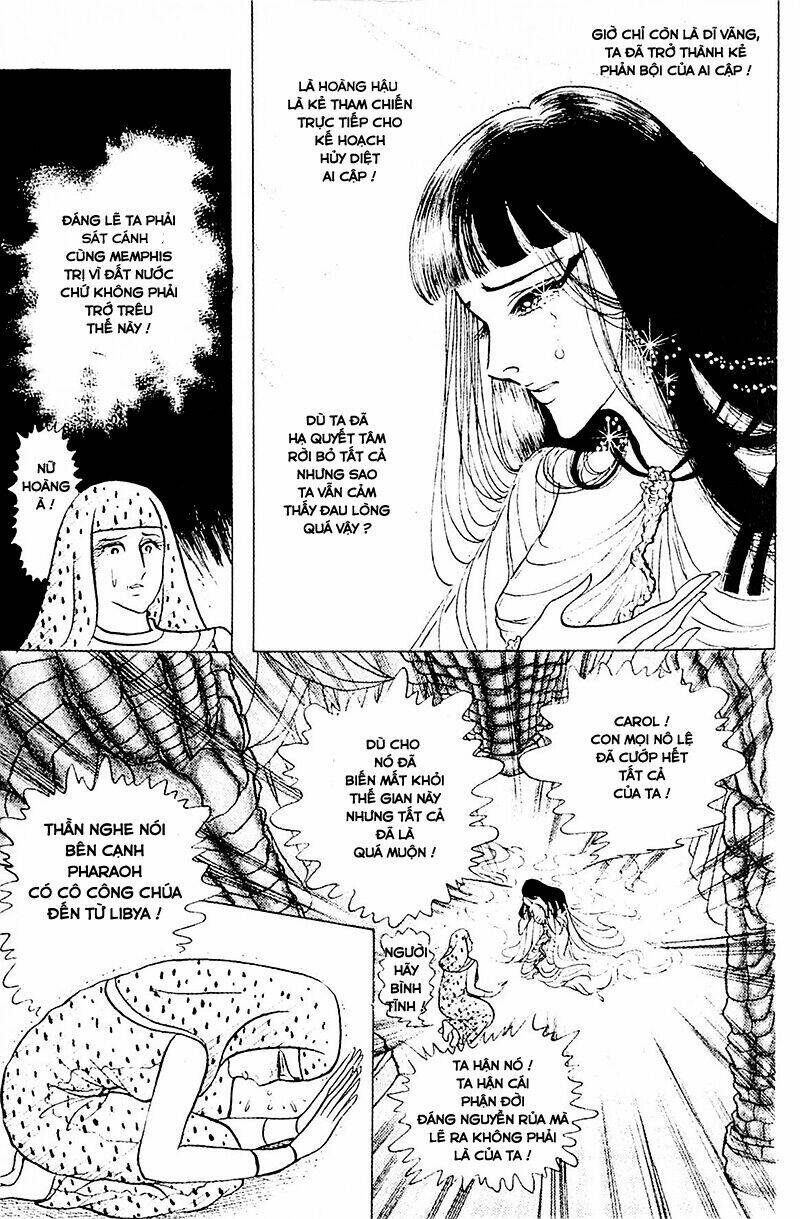 GIỜ CHỈ CÒN LÀ DĨ VÃNG,
TA ĐÃ TRỞ THÀNH KẺ
PHẢN BỘI CỦA AI CẬP!
LÀ HOÀNG HẬU
LÀ KẺ THAM CHIẾN
TRỰC TIẾP CHO
KẾ HOẠCH
HỦY DIỆT
AI CẬP!
DÙ TA ĐÃ
HẠ QUYẾT TÂM
RỜI BỎ TẤT CẢ
NHƯNG SAO
TA VẪN CẢM
THẤY ĐAU LÒNG
QUÁ VẬY?
ĐÁNG LẼ TA PHẢI
SÁT CÁNH
CÙNG MEMPHIS
TRỊ VÌ ĐẤT NƯỚC
CHỨ KHÔNG PHẢI
TRỚ TRÊU
THẾ NÀY!
NỮ
HOÀNG
Ạ!
CAROL!
CON MỌI NÔ LỆ
ĐÃ CƯỚP HẾT
TẤT CẢ
CỦA TA!
DÙ CHO
NÓ ĐÃ
BIẾN MẤT KHỎI
THẾ GIAN NÀY
NHƯNG TẤT CẢ
ĐÃ LÀ
QUÁ MUỘN!
NGƯỜI
HÃY
BÌNH
TĨNH!
TA HẬN NÓ!
TA HẬN CÁI
PHẬN ĐỜI
ĐÁNG NGUYỀN RỦA MÀ
LẼ RA KHÔNG PHẢI
LÀ CỦA TA!
THẦN NGHE NÓI
BÊN CẠNH
PHARAOH
CÓ CÔ CÔNG CHÚA
ĐẾN TỪ LIBYA!